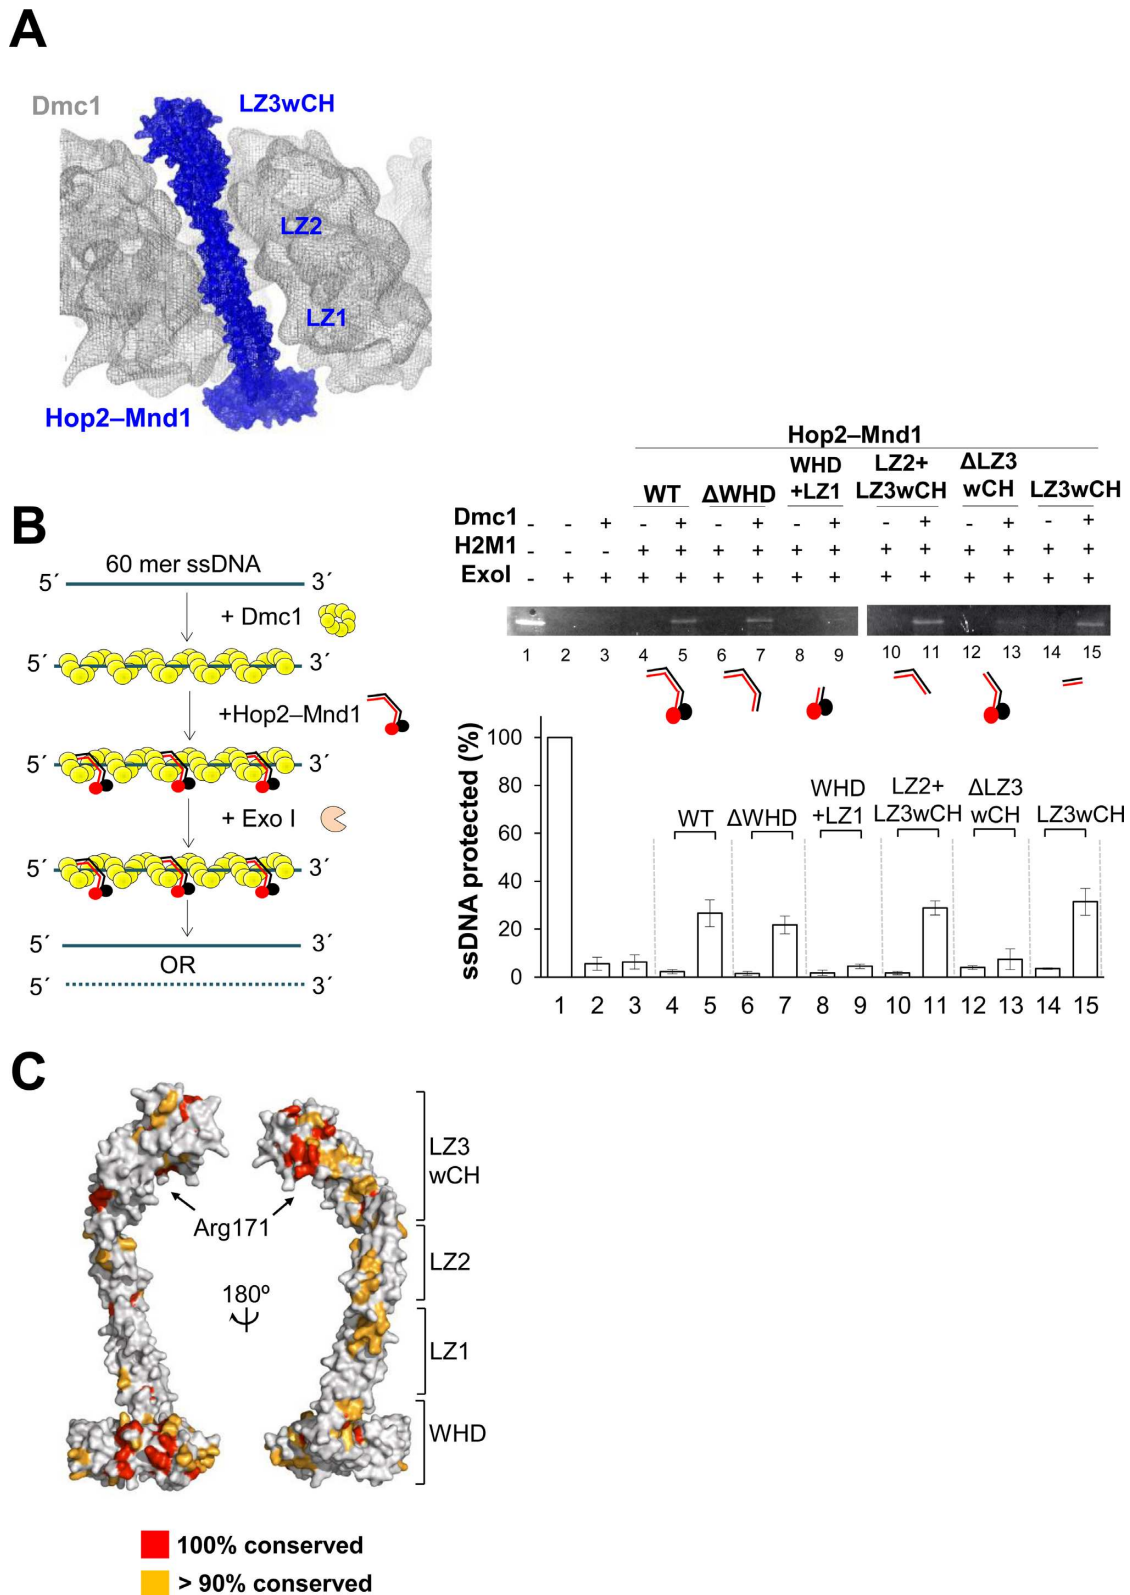 A
Dmc1
LZ3wCH
LZ2
LZ1
Hop2–Mnd1
B
60 mer ssDNA
5´ 3´
+ Dmc1
5´ 3´
+Hop2–Mnd1
5´ 3´
+ Exo I
5´ 3´
5´ 3´
OR
5´ 3´
Hop2–Mnd1
WT ΔWHD WHD +LZ1 LZ2+ LZ3wCH ΔLZ3 wCH LZ3wCH
Dmc1 - - + - + - + - + - + - + - +
H2M1 - - - + + + + + + + + + + + +
ExoI - + + + + + + + + + + + + + +
1 2 3 4 5 6 7 8 9 10 11 12 13 14 15
ssDNA protected (%)
100
80
60
40
20
0
WT ΔWHD WHD +LZ1 LZ2+ LZ3wCH ΔLZ3 wCH LZ3wCH
1 2 3 4 5 6 7 8 9 10 11 12 13 14 15
C
LZ3
wCH
Arg171
LZ2
180º
LZ1
WHD
100% conserved
> 90% conserved